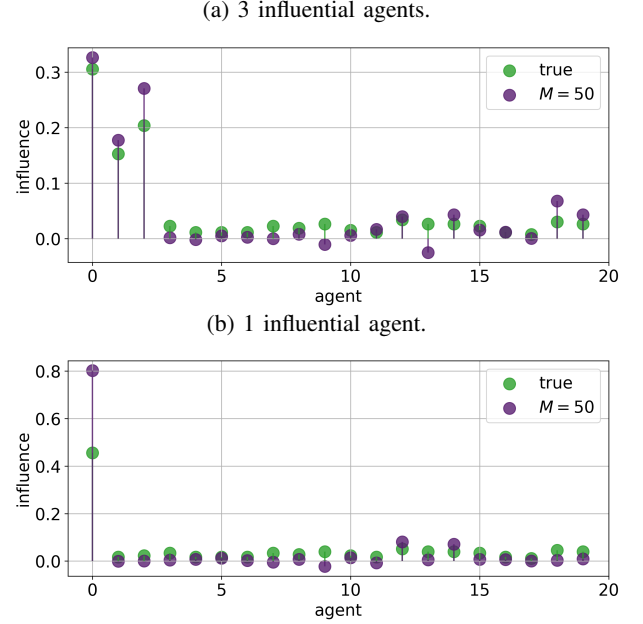 (a) 3 influential agents.
true
M = 50
influence
0.3
0.2
0.1
0.0
0 5 10 15 20
agent
(b) 1 influential agent.
true
M = 50
influence
0.8
0.6
0.4
0.2
0.0
0 5 10 15 20
agent